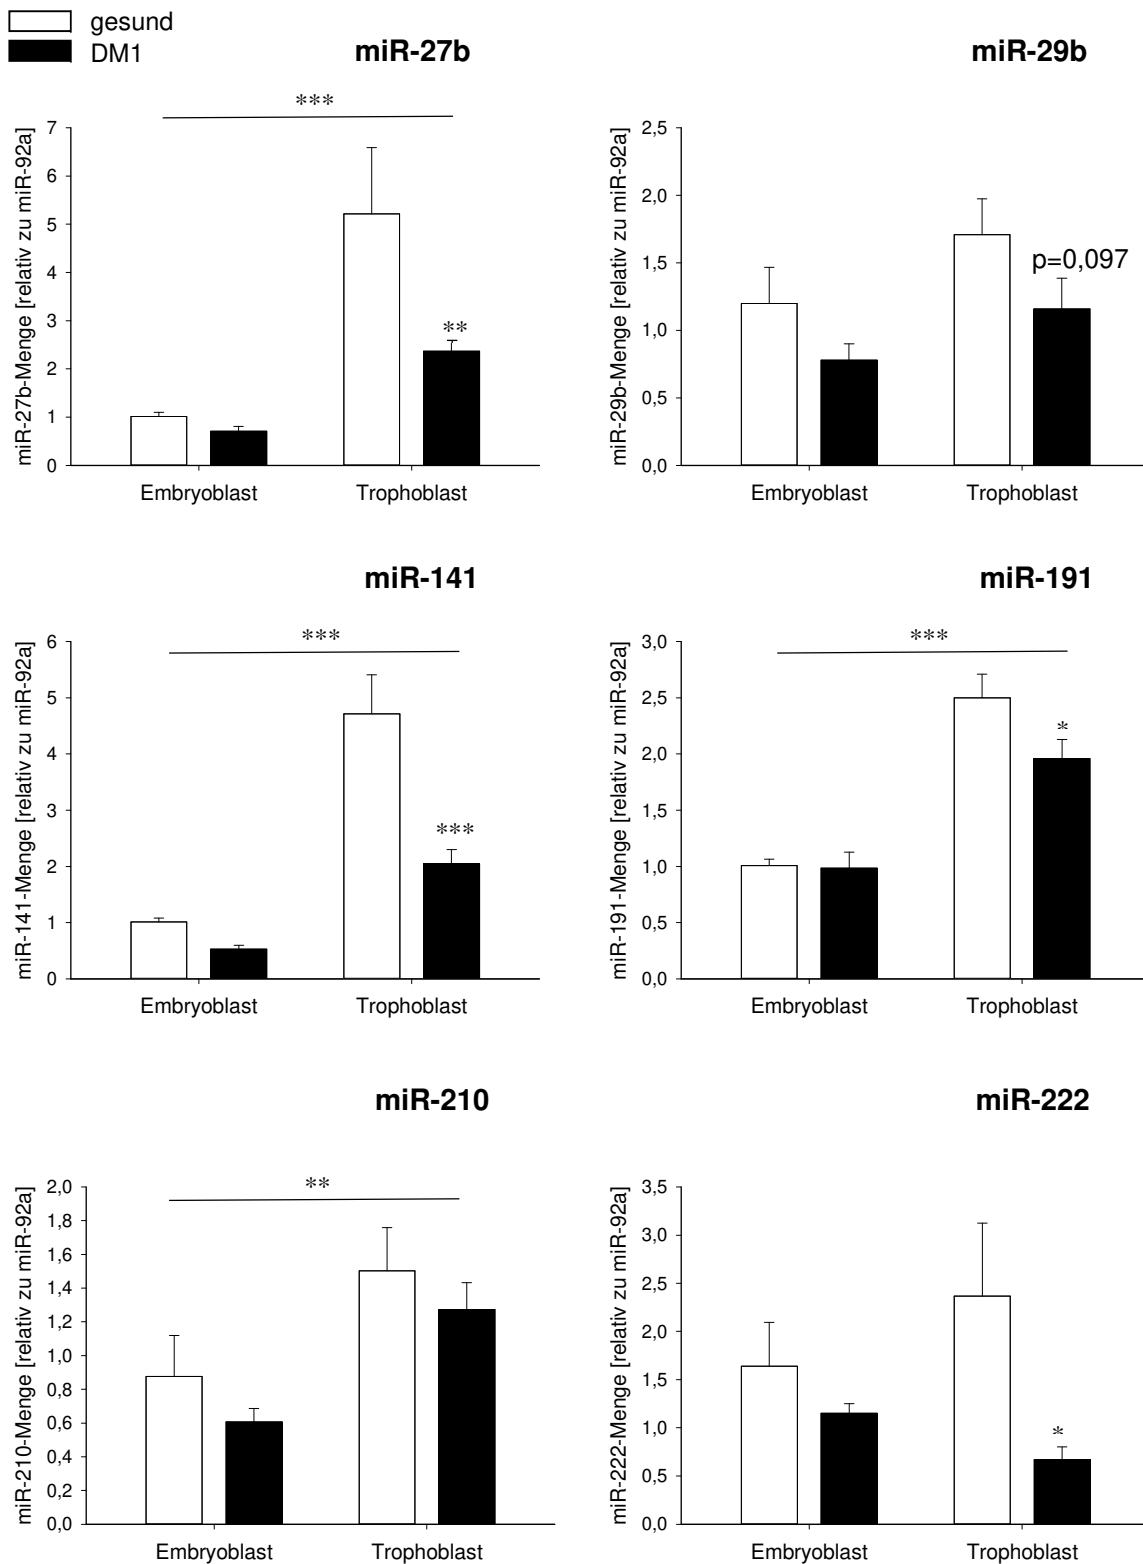 gesund
DM1
miR-27b
miR-29b
***
miR-27b-Menge [relativ zu miR-92a]
7
6
5
4
3
2
1
0
**
Embryoblast Trophoblast
miR-29b-Menge [relativ zu miR-92a]
2,5
2,0
1,5
1,0
0,5
0,0
p=0,097
Embryoblast Trophoblast
miR-141
miR-191
***
miR-141-Menge [relativ zu miR-92a]
6
5
4
3
2
1
0
***
Embryoblast Trophoblast
***
miR-191-Menge [relativ zu miR-92a]
3,0
2,5
2,0
1,5
1,0
0,5
0,0
*
Embryoblast Trophoblast
miR-210
miR-222
**
miR-210-Menge [relativ zu miR-92a]
2,0
1,8
1,6
1,4
1,2
1,0
0,8
0,6
0,4
0,2
0,0
Embryoblast Trophoblast
miR-222-Menge [relativ zu miR-92a]
3,5
3,0
2,5
2,0
1,5
1,0
0,5
0,0
*
Embryoblast Trophoblast